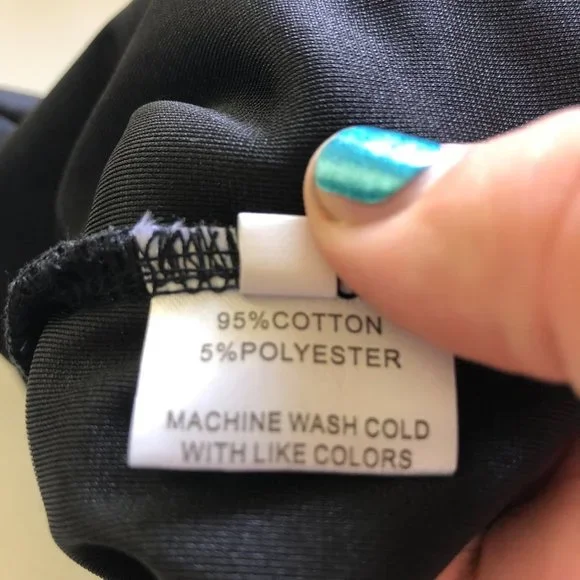 95%COTTON
5%POLYESTER
MACHINE WASH COLD
WITH LIKE COLORS